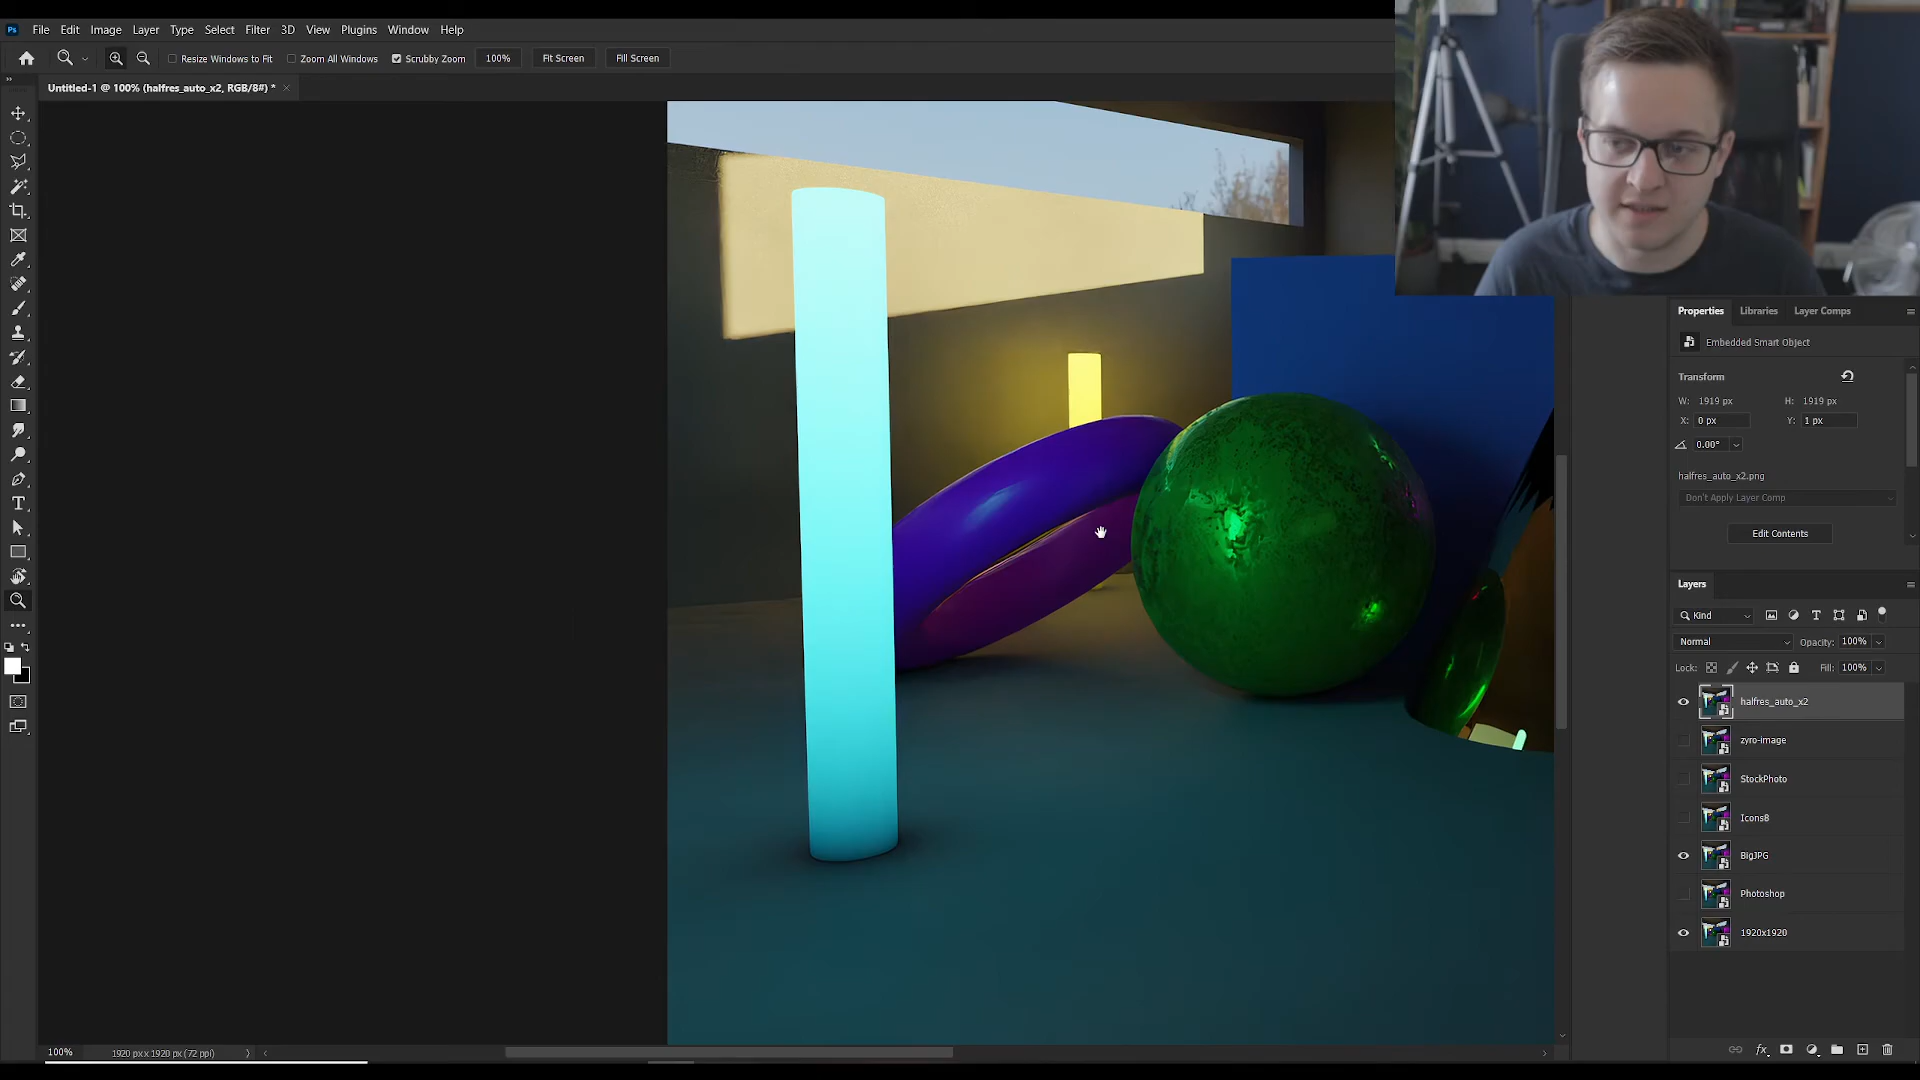 Ps File Edit Image Layer Type Select Filter 3D View Plugins Window Help
Resize Windows to Fit Zoom All Windows Scrubby Zoom 100% Fit Screen Fill Screen
Untitled-1 @ 100% (halfres_auto_x2, RGB/8#) *
Properties Libraries Layer Comps
Embedded Smart Object
Transform
W: 1919 px H: 1919 px
X: 0 px Y: 1 px
0.00°
halfres_auto_x2.png
Don't Apply Layer Comp
Edit Contents
Layers
Kind
Normal Opacity: 100%
Lock: Fill: 100%
halfres_auto_x2
zyro-image
StockPhoto
Icons8
BigJPG
Photoshop
1920x1920
100% 1920 px x 1920 px (72 ppi)
fx